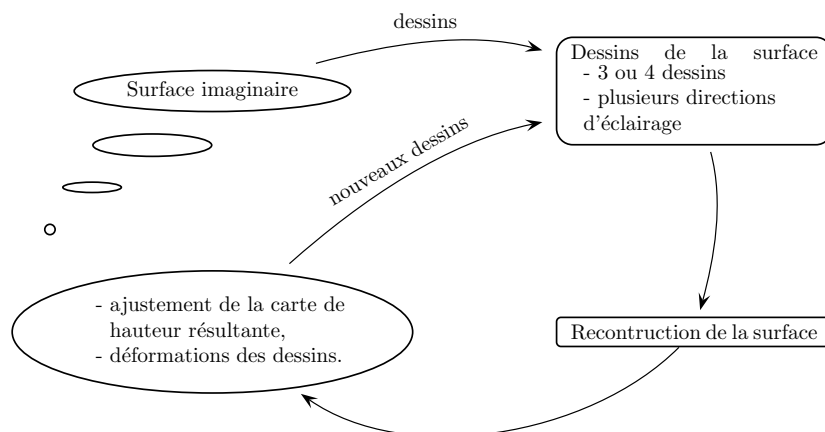 dessins
Surface imaginaire
Dessins de la surface
- 3 ou 4 dessins
- plusieurs directions
d'éclairage
nouveaux dessins
- ajustement de la carte de
hauteur résultante,
- déformations des dessins.
Recontruction de la surface